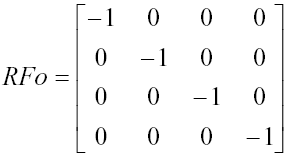 −1 0 0 0
0 −1 0 0
RFo =
0 0 −1 0
0 0 0 −1